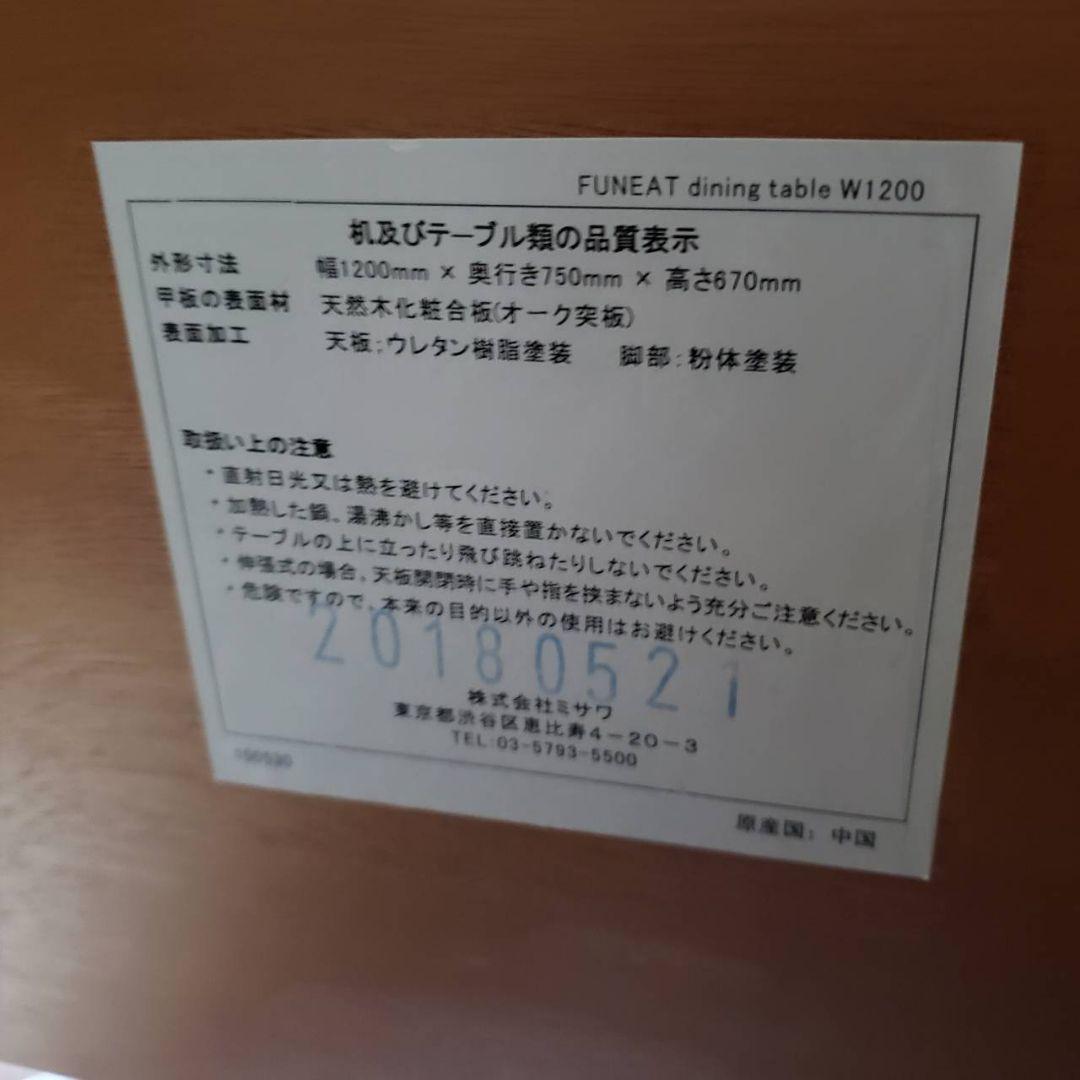 FUNEAT dining table W1200
机及びテーブル類の品質表示
外形寸法 幅1200mm × 奥行き750mm × 高さ670mm
甲板の表面材 天然木化粧合板(オーク突板)
表面加工 天板:ウレタン樹脂塗装 脚部:粉体塗装
取扱い上の注意
・直射日光又は熱を避けてください。
・加熱した鍋、湯沸かし等を直接置かないでください。
・テーブルの上に立ったり飛び跳ねたりしないでください。
・伸張式の場合、天板開閉時に手や指を挟まないよう充分ご注意ください。
・危険ですので、本来の目的以外の使用はお避けください。
20180521
株式会社ミサワ
東京都渋谷区恵比寿4-20-3
TEL:03-5793-5500
原産国: 中国